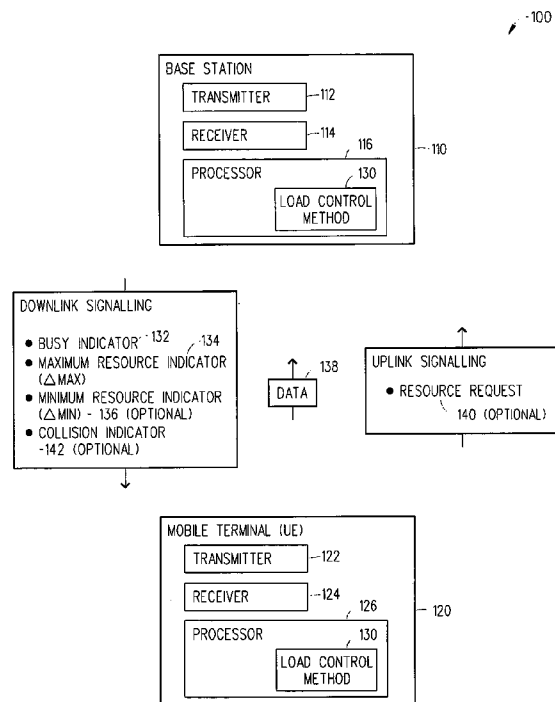 100
BASE STATION
TRANSMITTER
112
RECEIVER
114
116
110
PROCESSOR
130
LOAD CONTROL
METHOD
DOWNLINK SIGNALLING
• BUSY INDICATOR 132
134
• MAXIMUM RESOURCE INDICATOR
(△MAX)
• MINIMUM RESOURCE INDICATOR
(△MIN) - 136 (OPTIONAL)
• COLLISION INDICATOR
-142 (OPTIONAL)
138
DATA
UPLINK SIGNALLING
• RESOURCE REQUEST
140 (OPTIONAL)
MOBILE TERMINAL (UE)
TRANSMITTER
122
RECEIVER
124
126
120
PROCESSOR
130
LOAD CONTROL
METHOD